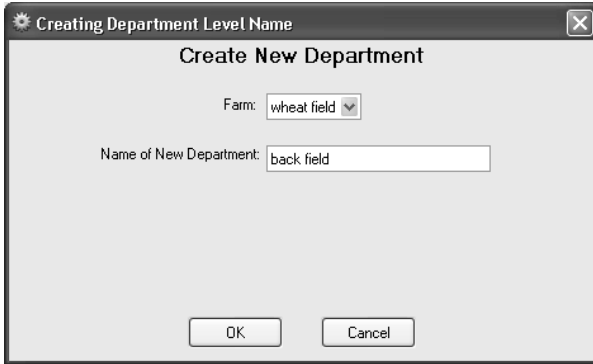 Creating Department Level Name
Create New Department
Farm: wheat field
Name of New Department: back field
OK Cancel